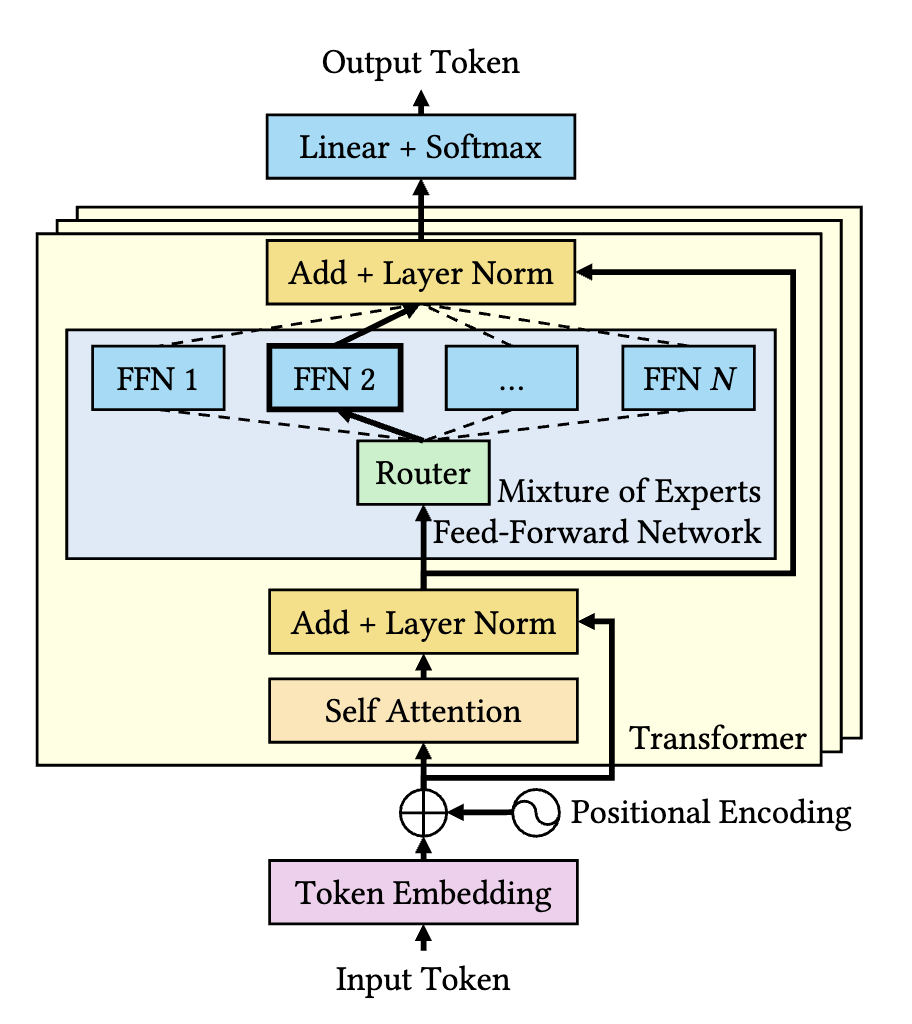 Output Token
Linear + Softmax
Add + Layer Norm
FFN 1
FFN 2
...
FFN N
Router
Mixture of Experts
Feed-Forward Network
Add + Layer Norm
Self Attention
Transformer
Positional Encoding
Token Embedding
Input Token